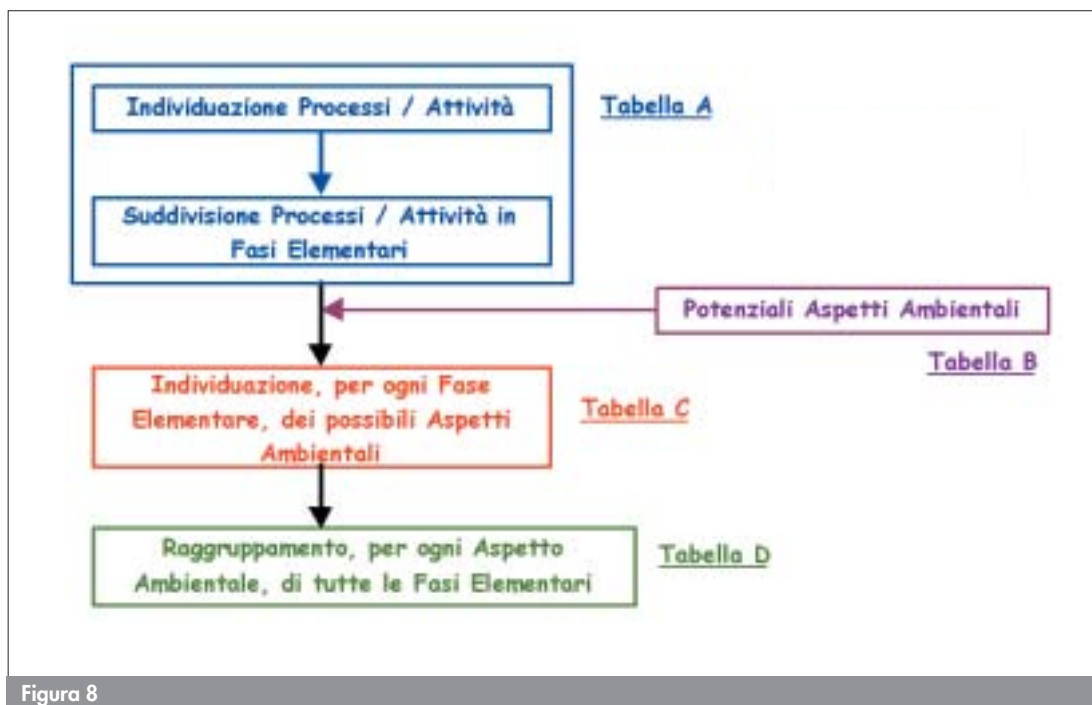 Individuazione Processi / Attività
Tabella A
Suddivisione Processi / Attività in
Fasi Elementari
Potenziali Aspetti Ambientali
Tabella B
Individuazione, per ogni Fase
Elementare, dei possibili Aspetti
Ambientali
Tabella C
Raggruppamento, per ogni Aspetto
Ambientale, di tutte le Fasi Elementari
Tabella D
Figura 8